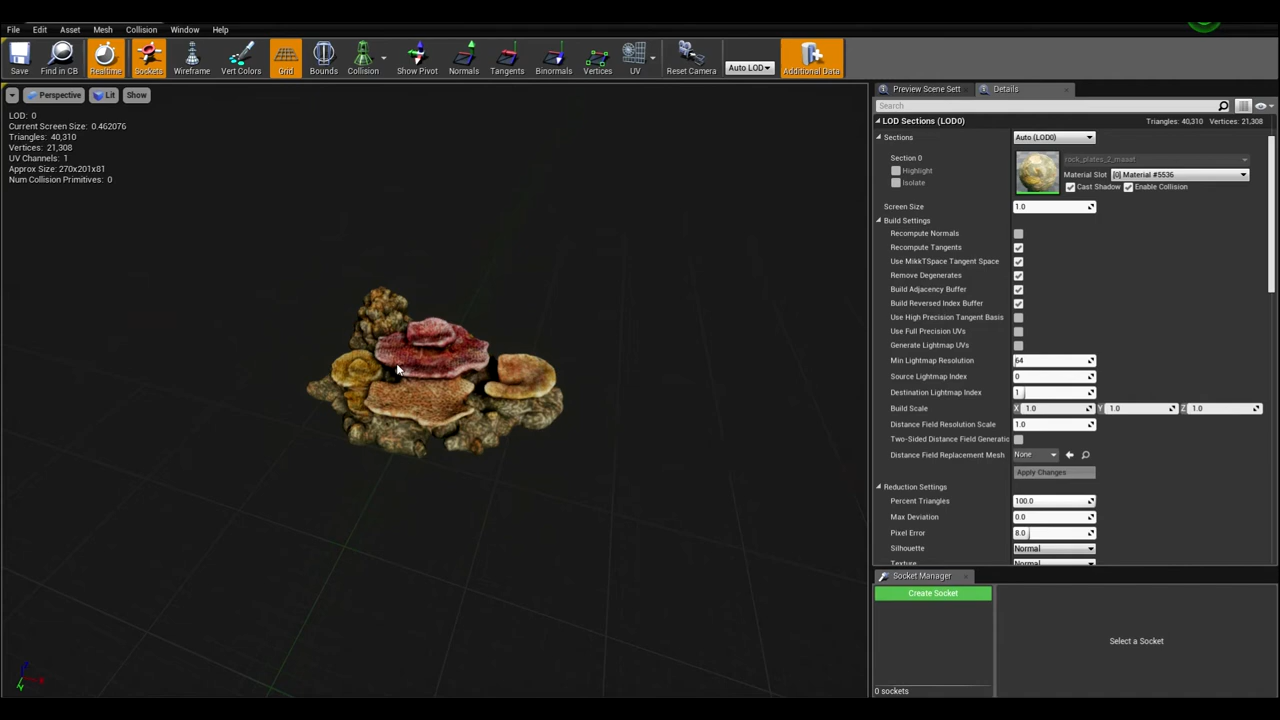 File Edit Asset Mesh Collision Window Help
Save Find in CB Realtime Sockets Wireframe Vert Colors Grid Bounds Collision Show Pivot Normals Tangents Binormals Vertices UV Reset Camera Auto LOD Additional Data
Perspective Lit Show
LOD: 0
Current Screen Size: 0.462076
Triangles: 40,310
Vertices: 21,308
UV Channels: 1
Approx Size: 270x201x81
Num Collision Primitives: 0
Preview Scene Sett Details
Search
LOD Sections (LOD0) Triangles: 40,310 Vertices: 21,308
Sections Auto (LOD0)
Section 0
Highlight
Isolate
Material Slot [0] Material #5536
Cast Shadow Enable Collision
Screen Size 1.0
Build Settings
Recompute Normals
Recompute Tangents
Use MikkTSpace Tangent Space
Remove Degenerates
Build Adjacency Buffer
Build Reversed Index Buffer
Use High Precision Tangent Basis
Use Full Precision UVs
Generate Lightmap UVs
Min Lightmap Resolution 64
Source Lightmap Index 0
Destination Lightmap Index 1
Build Scale X 1.0 Y 1.0 Z 1.0
Distance Field Resolution Scale 1.0
Two-Sided Distance Field Generatio
Distance Field Replacement Mesh None
Apply Changes
Reduction Settings
Percent Triangles 100.0
Max Deviation 0.0
Pixel Error 8.0
Silhouette Normal
Texture Normal
Socket Manager
Create Socket
Select a Socket
0 sockets